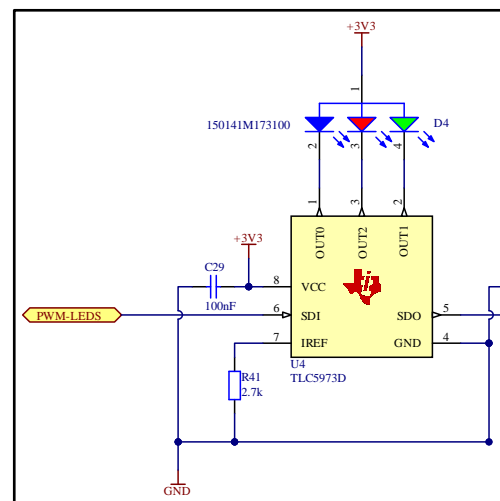 +3V3
1
150141M173100
D4
2
3
4
1
3
2
OUT0
OUT2
OUT1
+3V3
C29
100nF
8
VCC
PWM-LEDS
6
SDI
SDO
5
7
IREF
GND
4
U4
TLC5973D
R41
2.7k
GND